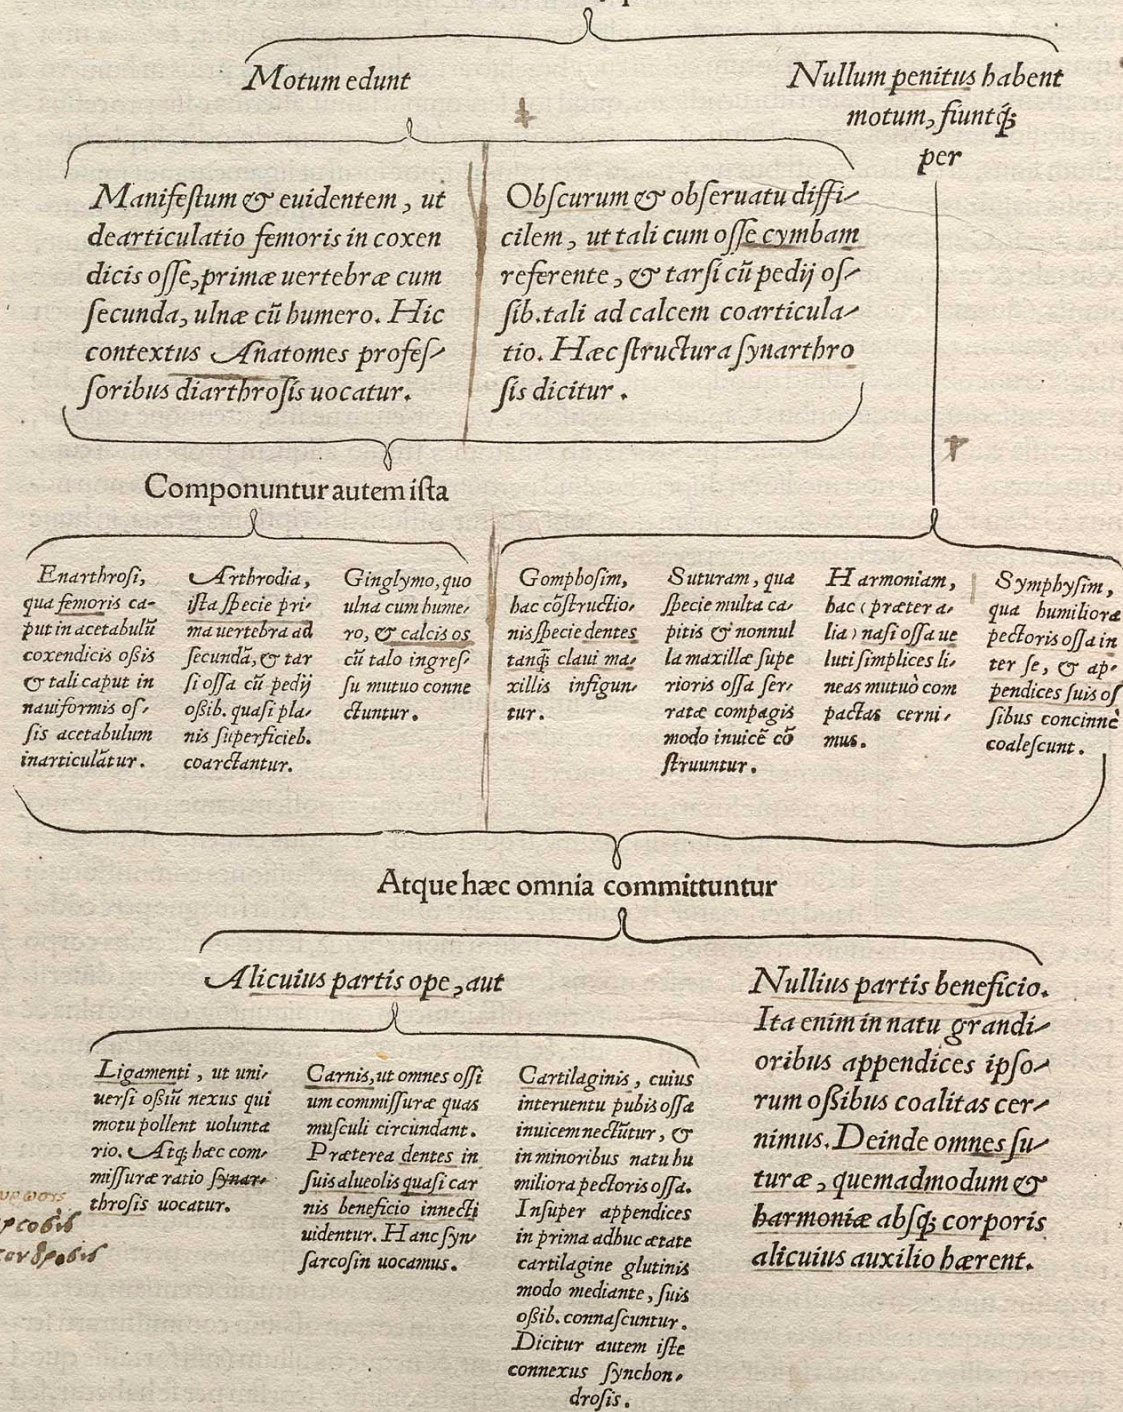 Motum edunt
Manifeſtum & euidentem, ut
dearticulatio femoris in coxen
dicis oſſe, primæ uertebræ cum
ſecunda, ulnæ cũ humero. Hic
contextus Anatomes profeſ-
ſoribus diarthroſis uocatur.
Obſcurum & obſeruatu diffi-
cilem, ut tali cum oſſe cymbam
referente, & tarſi cũ pedij oſ-
ſib. tali ad calcem coarticula-
tio. Hæc ſtructura ſynarthro
ſis dicitur.
Nullum penitus habent
motum, fiuntq́;
per
Componuntur autem iſta
Enarthroſi,
qua femoris ca-
put in acetabulũ
coxendicis oßis
& tali caput in
nauiformis oſ-
ſis acetabulum
inarticulãtur.
Arthrodia,
iſta ſpecie pri-
ma uertebra ad
ſecundã, & tar
ſi oſſa cũ pedij
oßib. quaſi pla-
nis ſuperficieb.
coarctantur.
Ginglymo, quo
ulna cum hume-
ro, & calcis os
cũ talo ingreſ-
ſu mutuo conne
ctuntur.
Gomphoſim,
hac cõſtructio-
nis ſpecie dentes
tanq̃ claui ma-
xillis infigun-
tur.
Suturam, qua
ſpecie multa ca-
pitis & nonnul
la maxillæ ſupe
rioris oſſa ſer-
ratæ compagis
modo inuicẽ cõ
ſtruuntur.
Harmoniam,
hac (præter a-
lia) naſi oſſa ue
luti ſimplices li-
neas mutuò com
pactas cerni-
mus.
Symphyſim,
qua humiliora
pectoris oſſa in
ter ſe, & ap-
pendices ſuis oſ
ſibus concinnè
coaleſcunt.
Atque hæc omnia committuntur
Alicuius partis ope, aut
Ligamenti, ut uni-
uerſi oßiũ nexus qui
motu pollent uolunta
rio. Atq; hæc com-
miſſuræ ratio ſynar-
throſis uocatur.
Carnis, ut omnes oſſi
um commiſſuræ quas
muſculi circundant.
Præterea dentes in
ſuis alueolis quaſi car
nis beneficio innecti
uidentur. Hanc ſyn-
ſarcoſin uocamus.
Cartilaginis, cuius
interuentu pubis oſſa
inuicem nectũtur, &
in minoribus natu hu
miliora pectoris oſſa.
Inſuper appendices
in prima adhuc ætate
cartilagine glutinis
modo mediante, ſuis
oßib. connaſcuntur.
Dicitur autem iſte
connexus ſynchon-
droſis.
Nullius partis beneficio.
Ita enim in natu grandi-
oribus appendices ipſo-
rum oßibus coalitas cer-
nimus. Deinde omnes ſu-
turæ, quemadmodum &
harmoniæ abſq́; corporis
alicuius auxilio hærent.